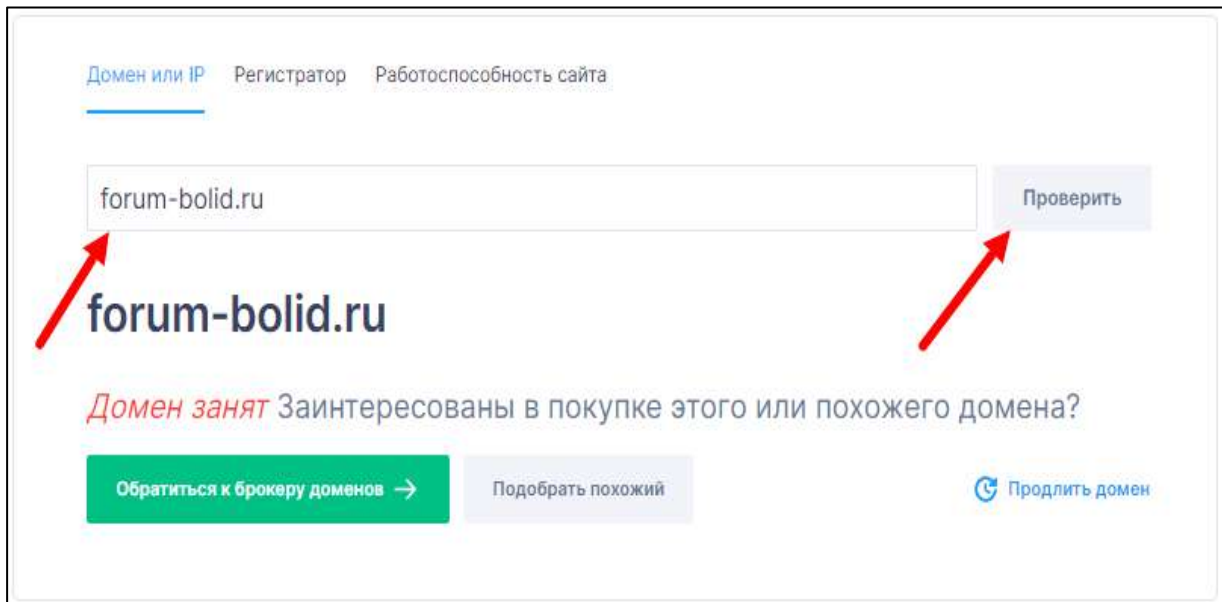 Домен или IP Регистратор Работоспособность сайта
forum-bolid.ru Проверить
forum-bolid.ru
Домен занят Заинтересованы в покупке этого или похожего домена?
Обратиться к брокеру доменов → Подобрать похожий Продлить домен